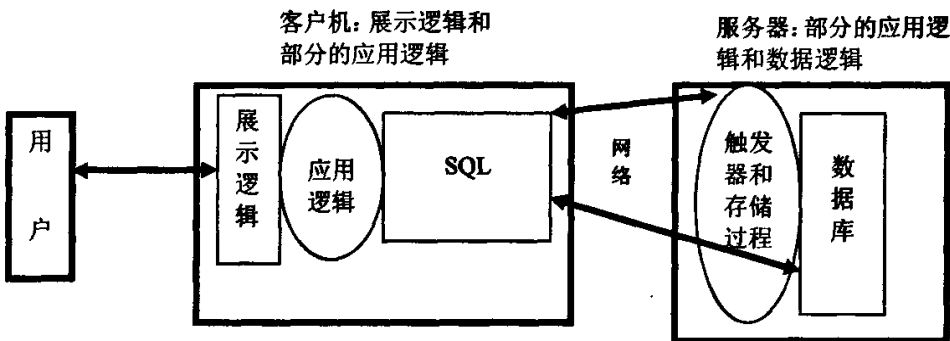 客户机：展示逻辑和
部分的应用逻辑
服务器：部分的应用逻
辑和数据逻辑
用
户
展
示
逻
辑
应用
逻辑
SQL
网
络
触发
器和
存储
过程
数
据
库